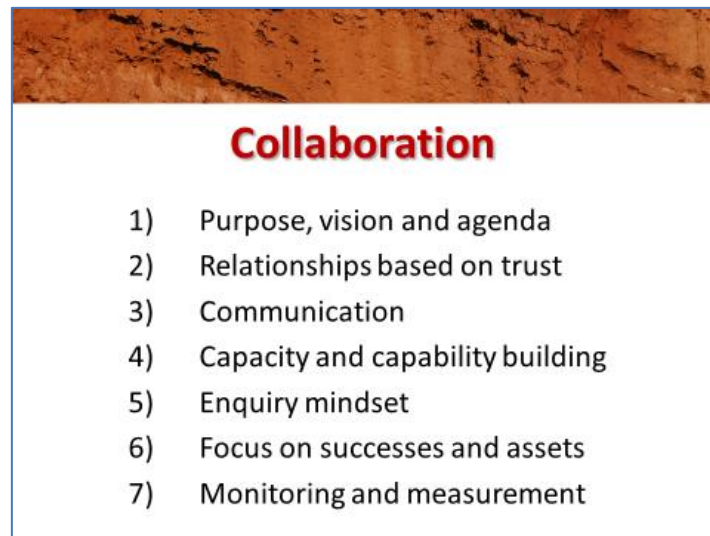 Collaboration
1) Purpose, vision and agenda
2) Relationships based on trust
3) Communication
4) Capacity and capability building
5) Enquiry mindset
6) Focus on successes and assets
7) Monitoring and measurement